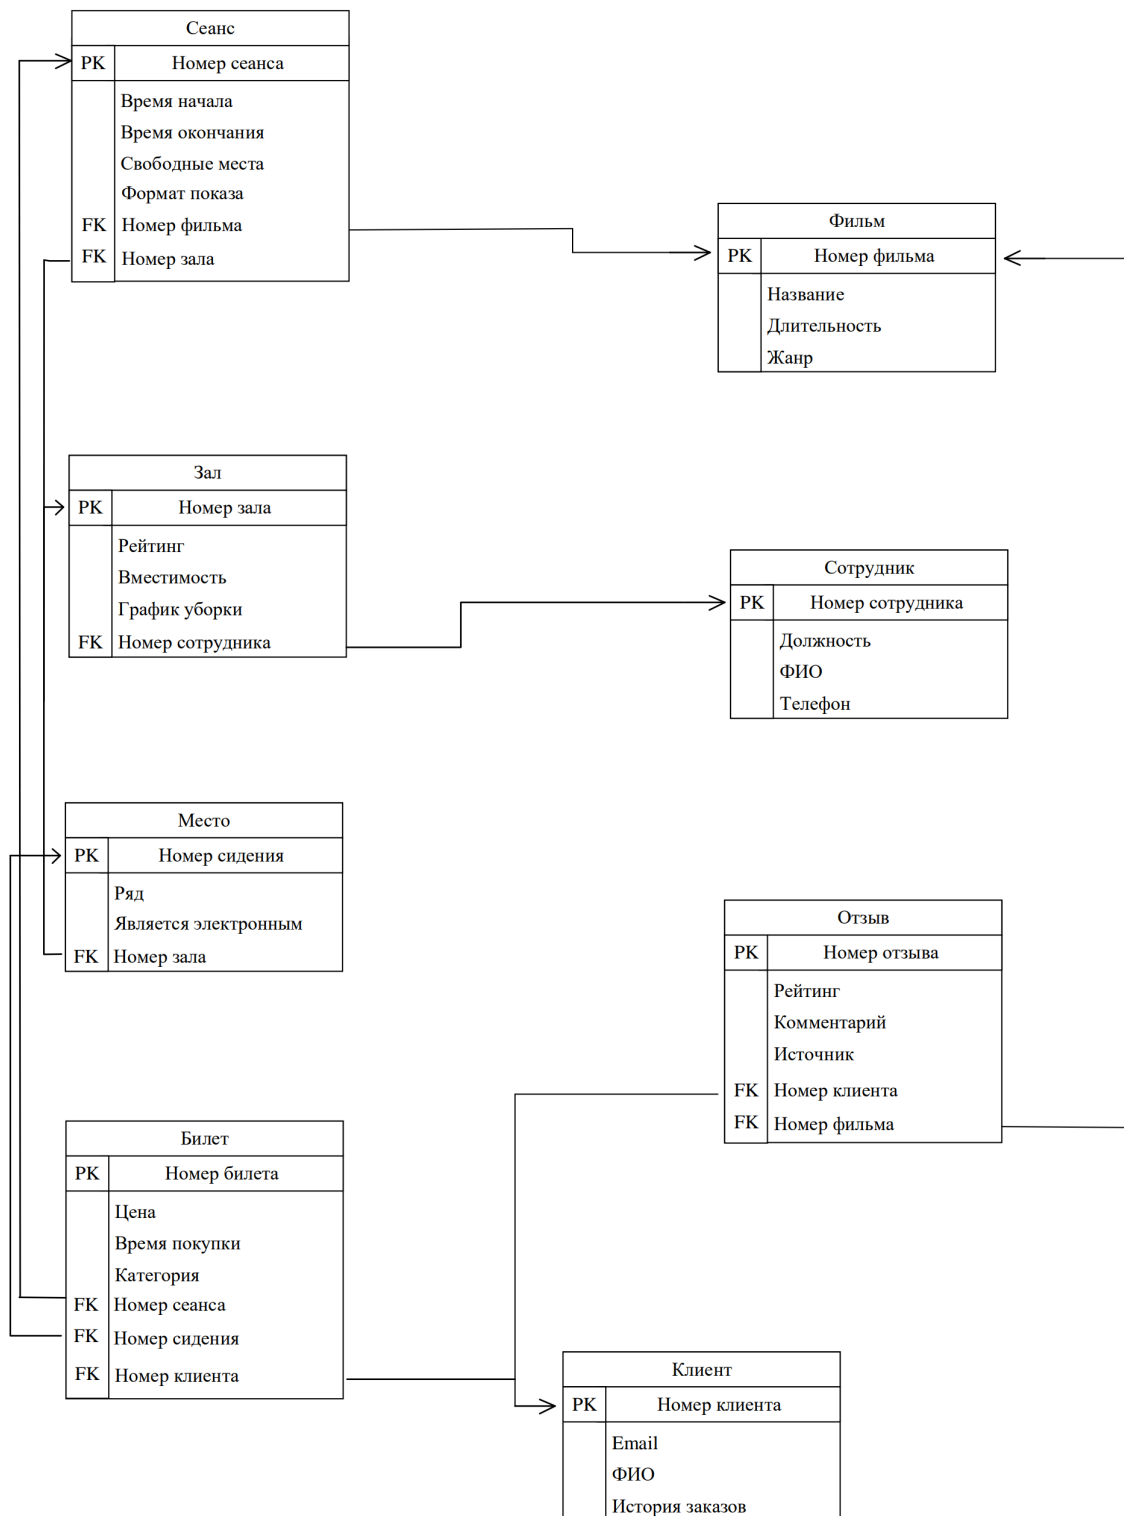 Сеанс
PK Номер сеанса
Время начала
Время окончания
Свободные места
Формат показа
FK Номер фильма
FK Номер зала
Фильм
PK Номер фильма
Название
Длительность
Жанр
Зал
PK Номер зала
Рейтинг
Вместимость
График уборки
FK Номер сотрудника
Сотрудник
PK Номер сотрудника
Должность
ФИО
Телефон
Место
PK Номер сидения
Ряд
Является электронным
FK Номер зала
Отзыв
PK Номер отзыва
Рейтинг
Комментарий
Источник
FK Номер клиента
FK Номер фильма
Билет
PK Номер билета
Цена
Время покупки
Категория
FK Номер сеанса
FK Номер сидения
FK Номер клиента
Клиент
PK Номер клиента
Email
ФИО
История заказов